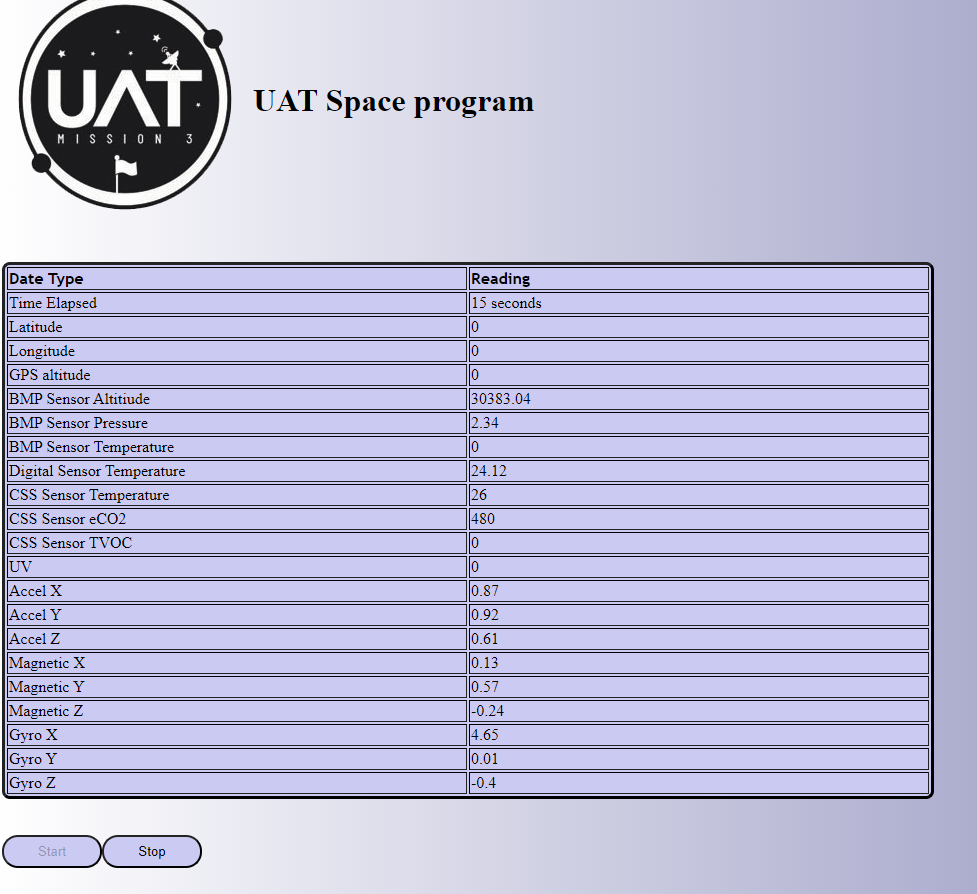 UAT
MISSION 3
UAT Space program
Date Type Reading
Time Elapsed 15 seconds
Latitude 0
Longitude 0
GPS altitude 0
BMP Sensor Altitiude 30383.04
BMP Sensor Pressure 2.34
BMP Sensor Temperature 0
Digital Sensor Temperature 24.12
CSS Sensor Temperature 26
CSS Sensor eCO2 480
CSS Sensor TVOC 0
UV 0
Accel X 0.87
Accel Y 0.92
Accel Z 0.61
Magnetic X 0.13
Magnetic Y 0.57
Magnetic Z -0.24
Gyro X 4.65
Gyro Y 0.01
Gyro Z -0.4
Start Stop